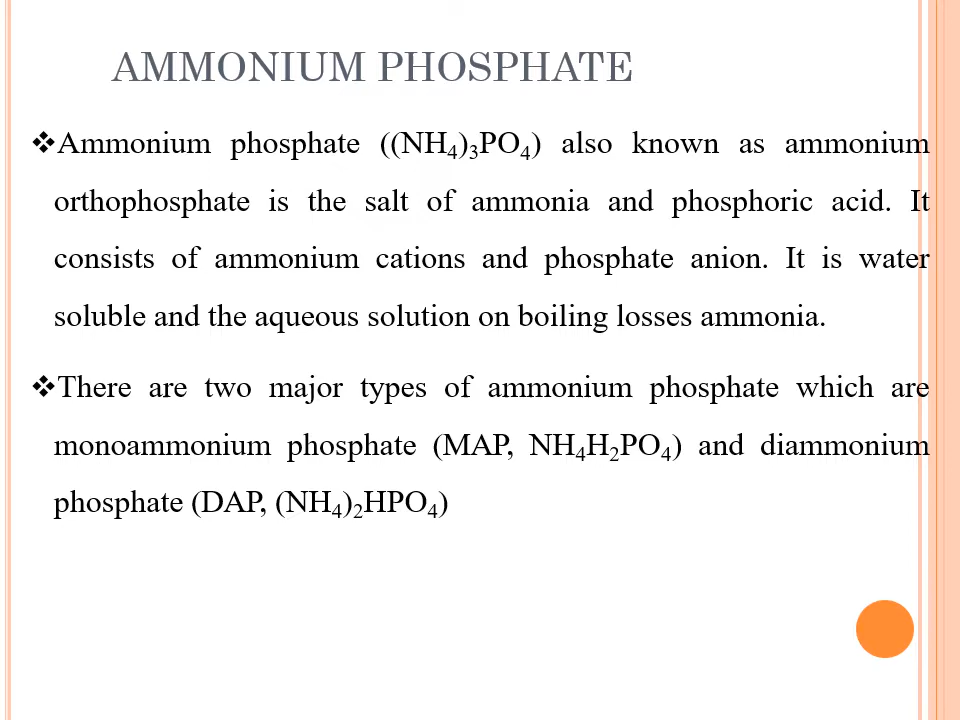 AMMONIUM PHOSPHATE
❖Ammonium phosphate ((NH₄)₃PO₄) also known as ammonium
orthophosphate is the salt of ammonia and phosphoric acid. It
consists of ammonium cations and phosphate anion. It is water
soluble and the aqueous solution on boiling losses ammonia.
❖There are two major types of ammonium phosphate which are
monoammonium phosphate (MAP, NH₄H₂PO₄) and diammonium
phosphate (DAP, (NH₄)₂HPO₄)